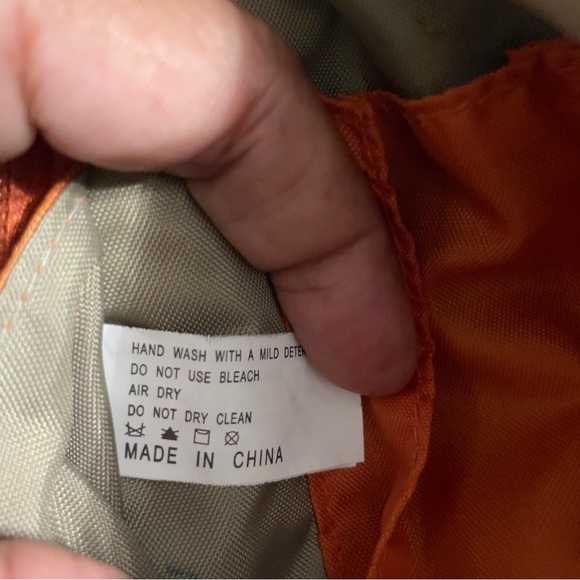 HAND WASH WITH A MILD
DO NOT USE BLEACH
AIR DRY
DO NOT DRY CLEAN
MADE IN CHINA